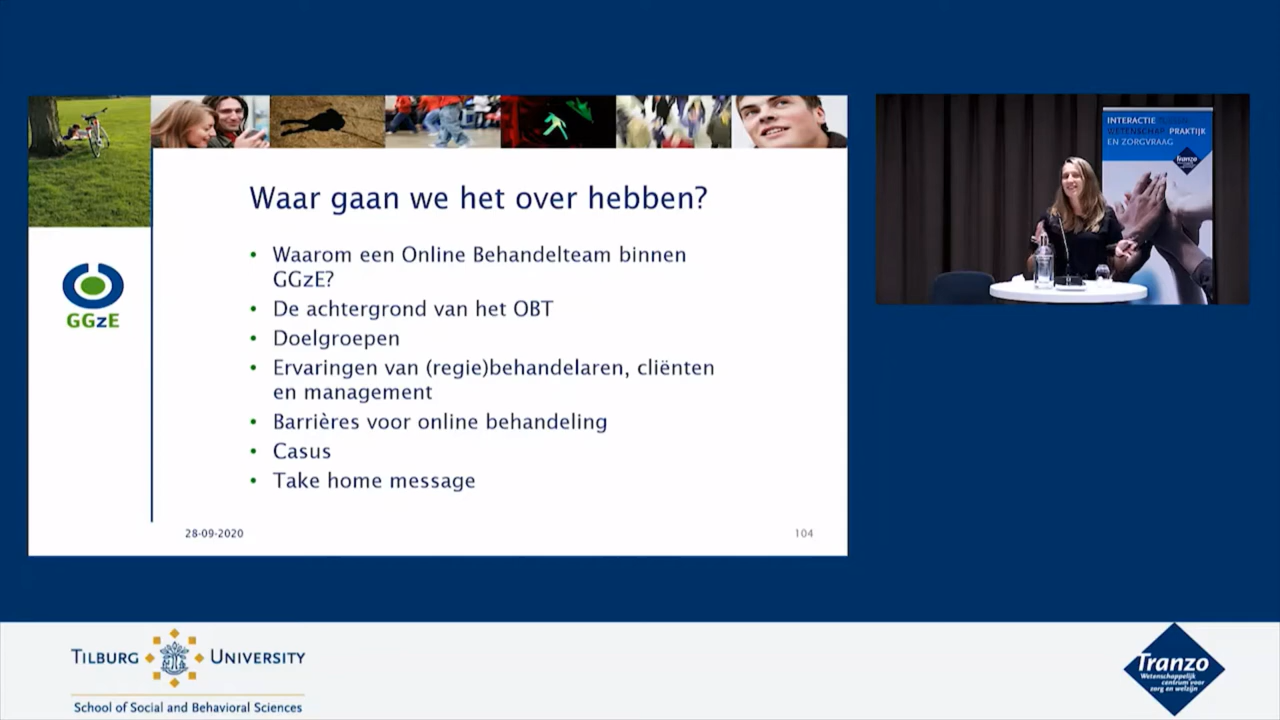 Waar gaan we het over hebben?
• Waarom een Online Behandelteam binnen
GGzE?
• De achtergrond van het OBT
• Doelgroepen
• Ervaringen van (regie)behandelaren, cliënten
en management
• Barrières voor online behandeling
• Casus
• Take home message
28-09-2020
104
GGzE
INTERACTIE TUSSEN
WETENSCHAP, PRAKTIJK
EN ZORGVRAAG
Tranzo
TILBURG UNIVERSITY
School of Social and Behavioral Sciences
Tranzo
Wetenschappelijk
centrum voor
zorg en welzijn